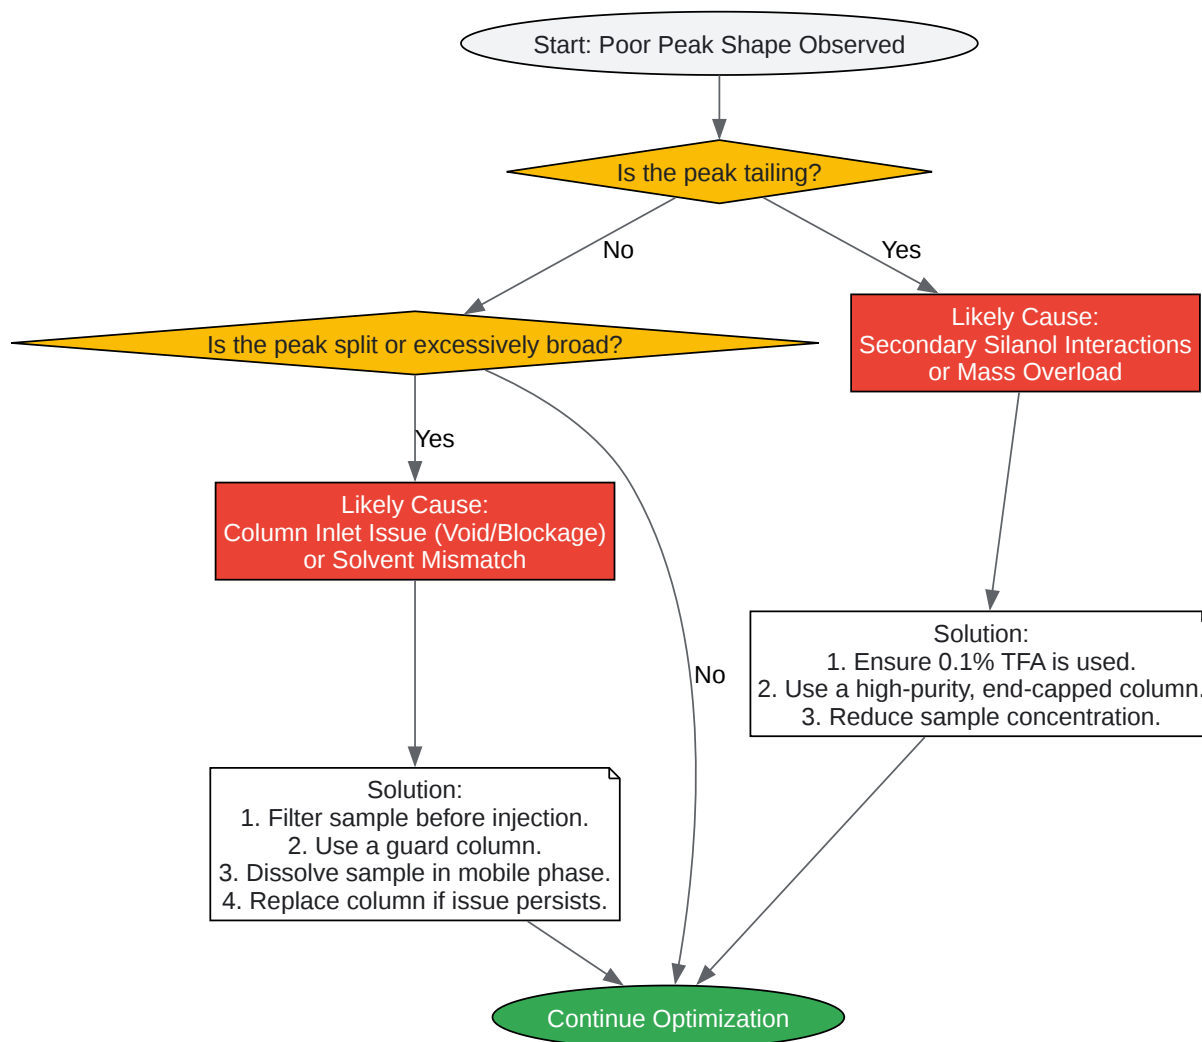 Start: Poor Peak Shape Observed
Is the peak tailing?
No
Yes
Is the peak split or excessively broad?
Likely Cause:
Secondary Silanol Interactions
or Mass Overload
Yes
Likely Cause:
Column Inlet Issue (Void/Blockage)
or Solvent Mismatch
No
Solution:
1. Ensure 0.1% TFA is used.
2. Use a high-purity, end-capped column.
3. Reduce sample concentration.
Solution:
1. Filter sample before injection.
2. Use a guard column.
3. Dissolve sample in mobile phase.
4. Replace column if issue persists.
Continue Optimization